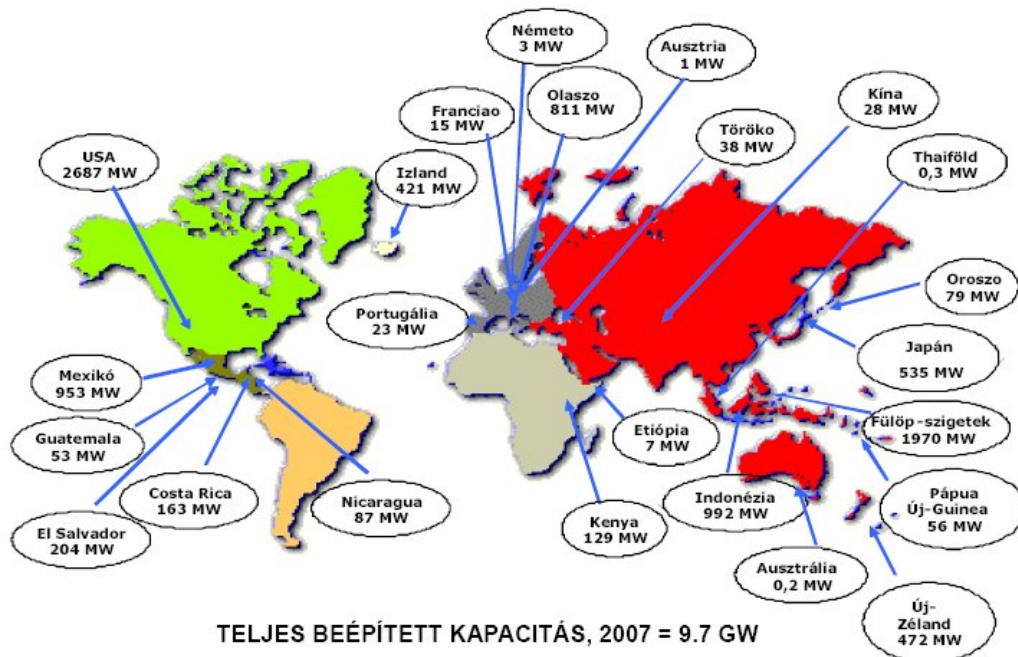 Németo
3 MW
Ausztria
1 MW
Franciao
15 MW
Olaszo
811 MW
Töröko
38 MW
Kína
28 MW
Thaiföld
0,3 MW
USA
2687 MW
Izland
421 MW
Portugália
23 MW
Oroszo
79 MW
Japán
535 MW
Mexikó
953 MW
Guatemala
53 MW
Costa Rica
163 MW
El Salvador
204 MW
Nicaragua
87 MW
Etiópia
7 MW
Kenya
129 MW
Indonézia
992 MW
Fülöp-szigetek
1970 MW
Pápua
Új-Guinea
56 MW
Ausztrália
0,2 MW
Új-
Zéland
472 MW
TELJES BEÉPÍTETT KAPACITÁS, 2007 = 9.7 GW